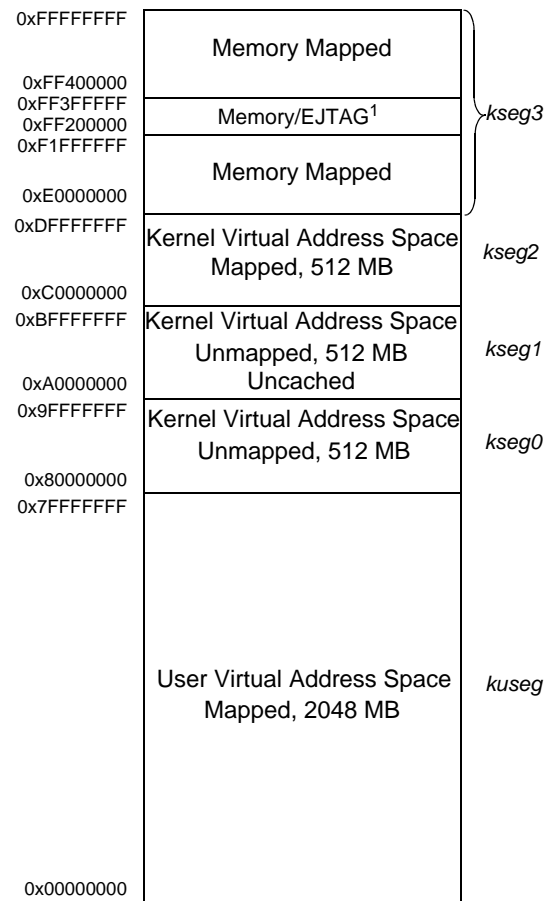 0xFFFFFFFF
Memory Mapped
0xFF400000
0xFF3FFFFF
Memory/EJTAG1
kseg3
0xFF200000
0xF1FFFFFF
Memory Mapped
0xE0000000
0xDFFFFFFF
Kernel Virtual Address Space
Mapped, 512 MB
kseg2
0xC0000000
0xBFFFFFFF
Kernel Virtual Address Space
Unmapped, 512 MB
kseg1
Uncached
0xA0000000
0x9FFFFFFF
Kernel Virtual Address Space
Unmapped, 512 MB
kseg0
0x80000000
0x7FFFFFFF
User Virtual Address Space
Mapped, 2048 MB
kuseg
0x00000000